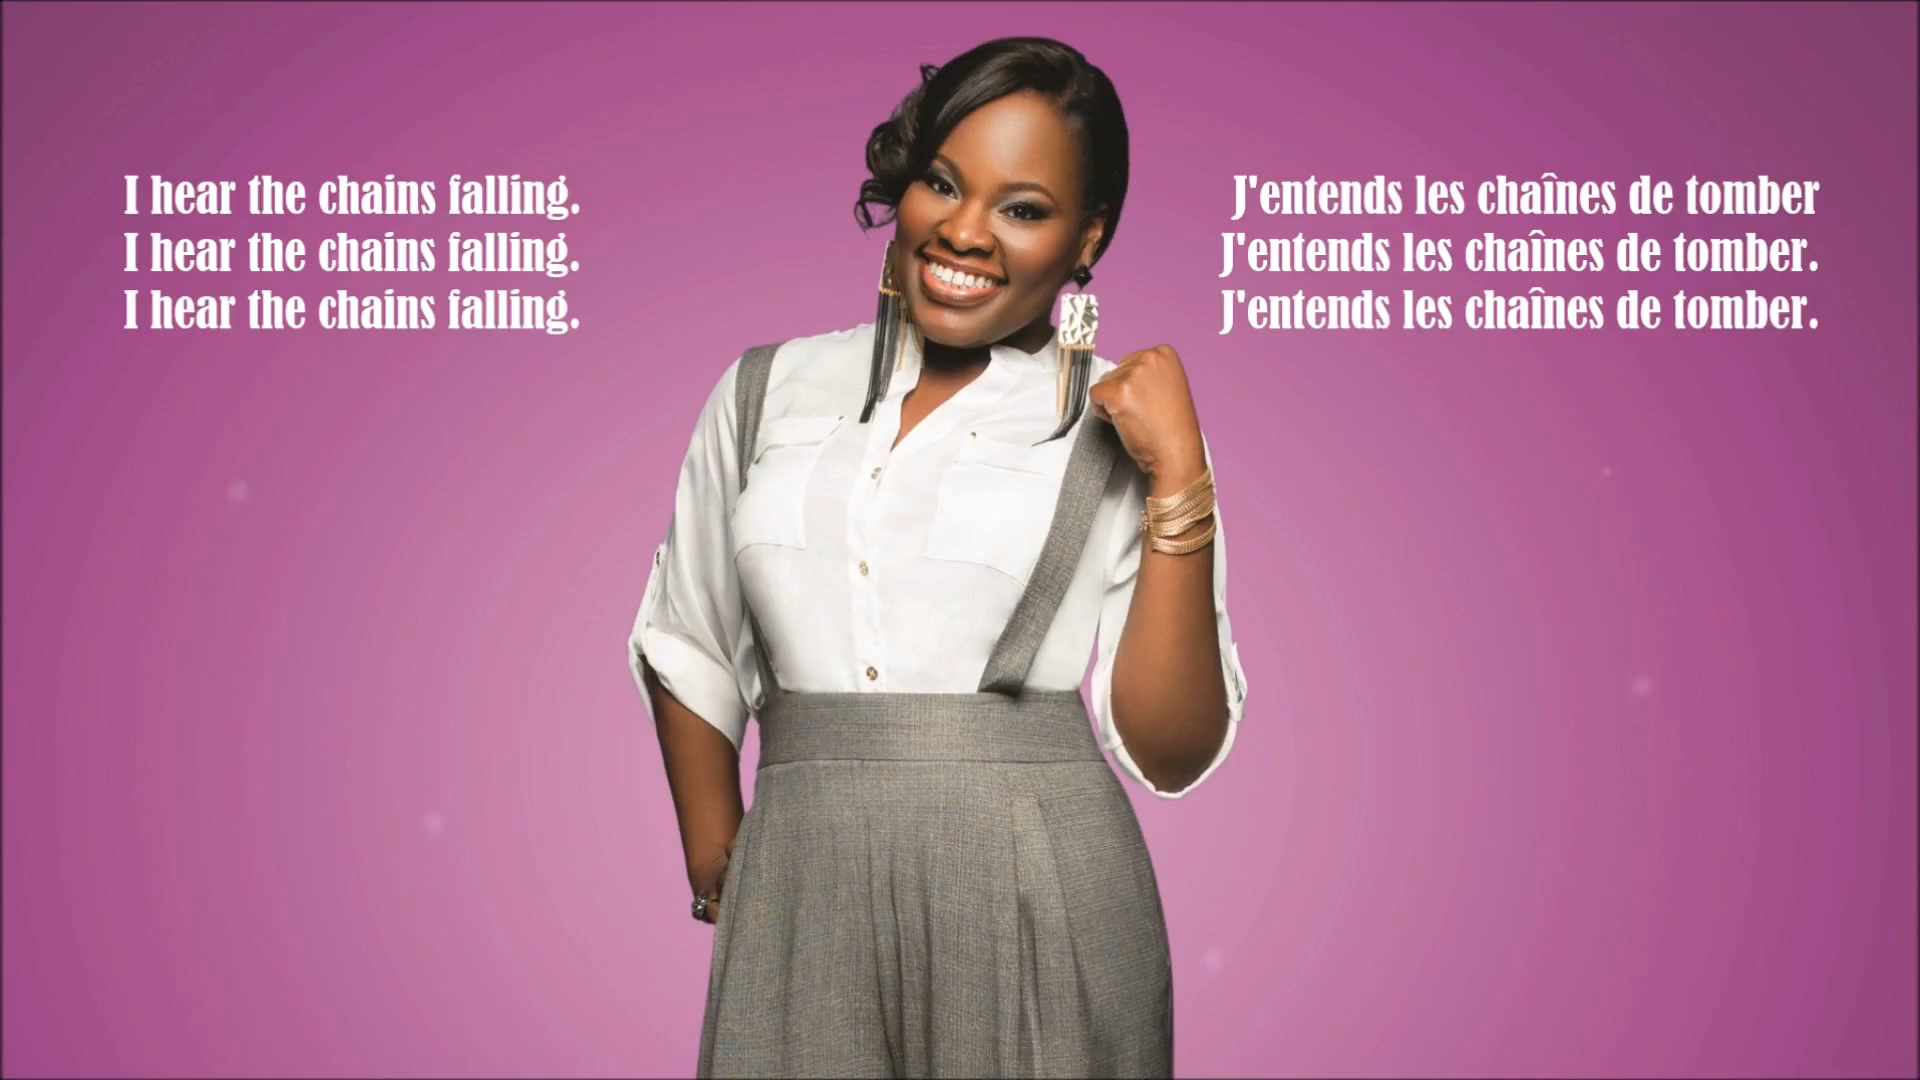 I hear the chains falling.
I hear the chains falling.
I hear the chains falling.
J'entends les chaînes de tomber
J'entends les chaînes de tomber.
J'entends les chaînes de tomber.